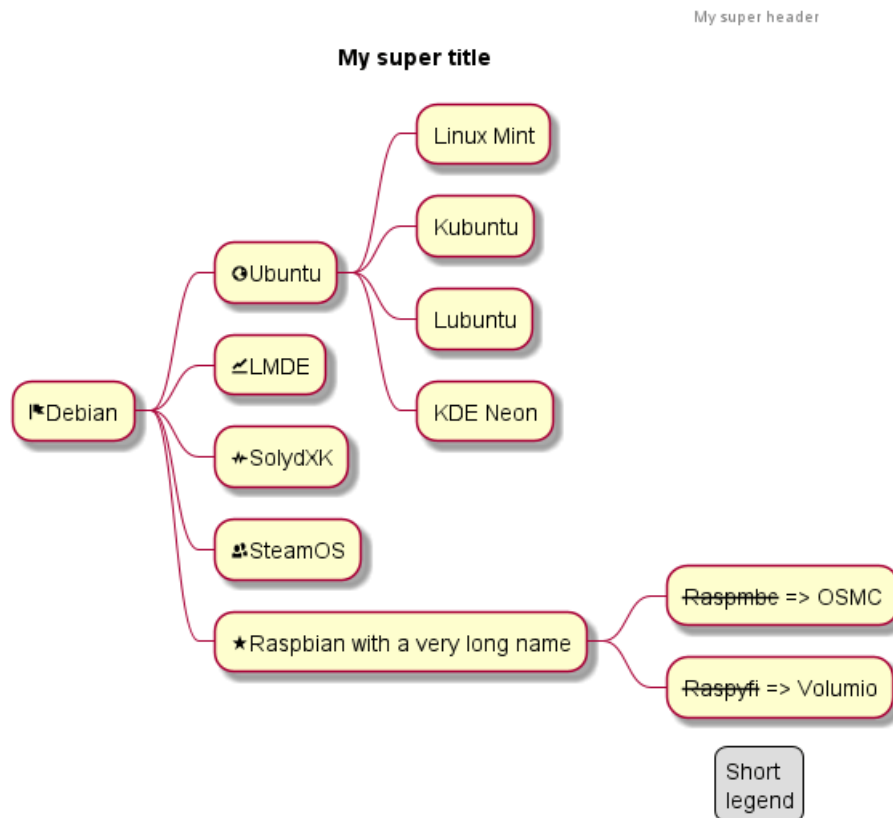 My super header
My super title
Linux Mint
Kubuntu
Ubuntu
Lubuntu
LMDE
KDE Neon
Debian
SolydXK
SteamOS
Raspmbc => OSMC
Raspbian with a very long name
Raspyfi => Volumio
Short
legend